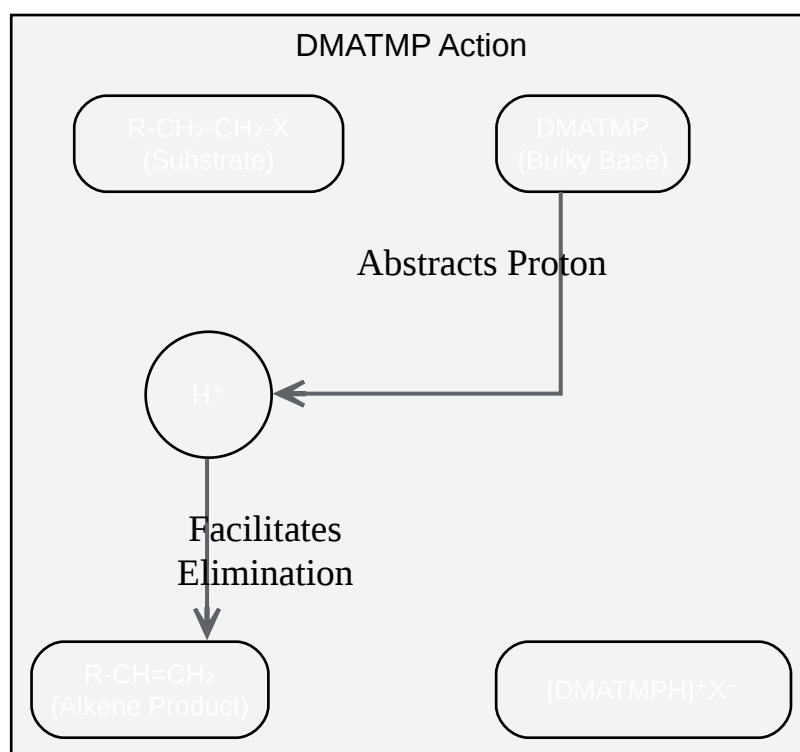 DMATMP Action
R-CH₂-CH₂-X
(Substrate)
DMATMP
(Bulky Base)
Abstracts Proton
H⁺
Facilitates
Elimination
R-CH=CH₂
(Alkene Product)
[DMATMPH]⁺X⁻